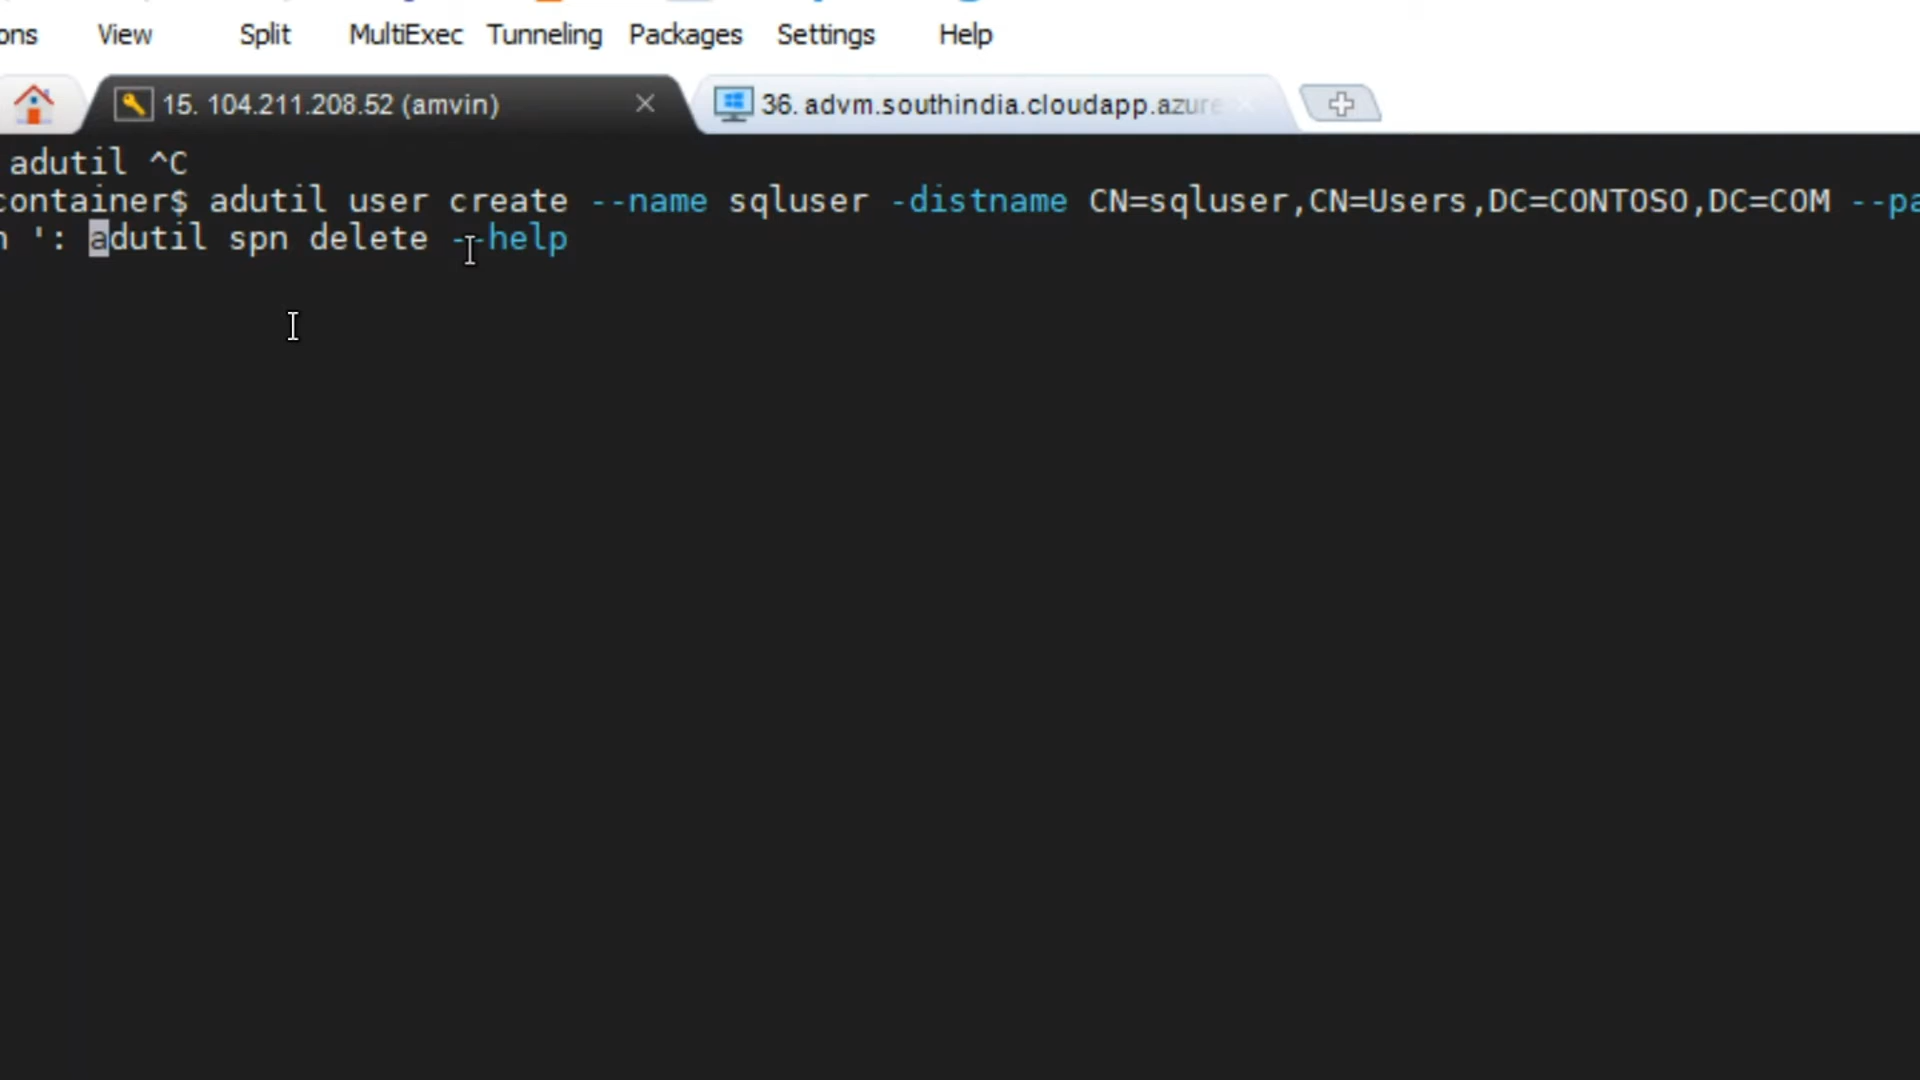 ons View Split MultiExec Tunneling Packages Settings Help
15. 104.211.208.52 (amvin) 36. advm.southindia.cloudapp.azure
adutil ^C
container$ adutil user create --name sqluser -distname CN=sqluser,CN=Users,DC=CONTOSO,DC=COM --pa
n ': adutil spn delete --help